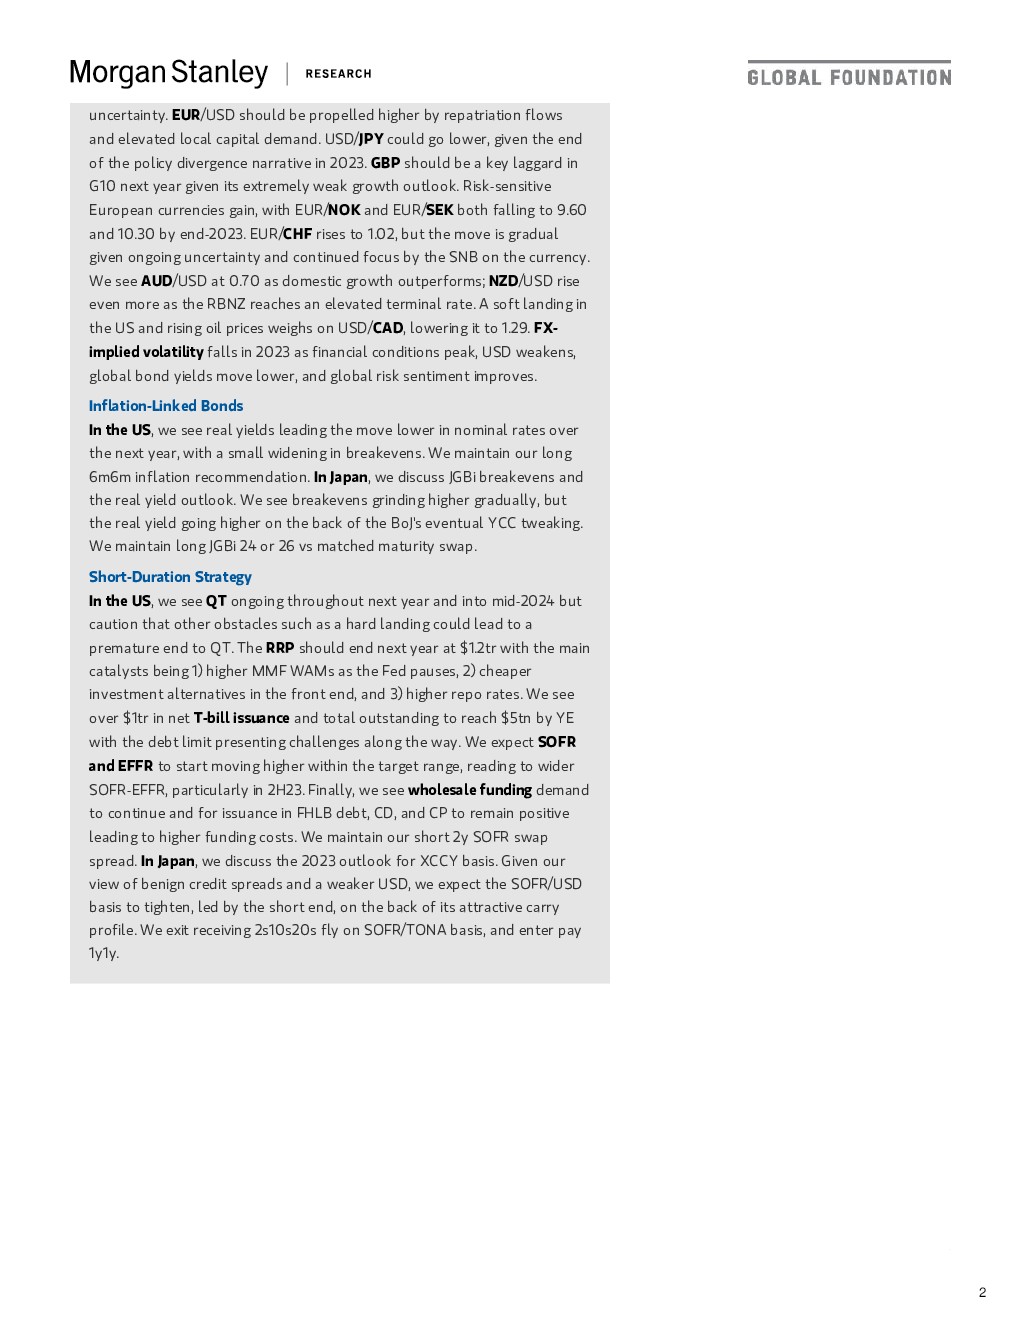 Morgan Stanley | RESEARCH
GLOBAL FOUNDATION
uncertainty. EUR/USD should be propelled higher by repatriation flows
and elevated local capital demand. USD/JPY could go lower, given the end
of the policy divergence narrative in 2023. GBP should be a key laggard in
G10 next year given its extremely weak growth outlook. Risk-sensitive
European currencies gain, with EUR/NOK and EUR/SEK both falling to 9.60
and 10.30 by end-2023. EUR/CHF rises to 1.02, but the move is gradual
given ongoing uncertainty and continued focus by the SNB on the currency.
We see AUD/USD at 0.70 as domestic growth outperforms; NZD/USD rise
even more as the RBNZ reaches an elevated terminal rate. A soft landing in
the US and rising oil prices weighs on USD/CAD, lowering it to 1.29. FX-
implied volatility falls in 2023 as financial conditions peak, USD weakens,
global bond yields move lower, and global risk sentiment improves.
Inflation-Linked Bonds
In the US, we see real yields leading the move lower in nominal rates over
the next year, with a small widening in breakevens. We maintain our long
6m6m inflation recommendation. In Japan, we discuss JGBi breakevens and
the real yield outlook. We see breakevens grinding higher gradually, but
the real yield going higher on the back of the BoJ's eventual YCC tweaking.
We maintain long JGBi 24 or 26 vs matched maturity swap.
Short-Duration Strategy
In the US, we see QT ongoing throughout next year and into mid-2024 but
caution that other obstacles such as a hard landing could lead to a
premature end to QT. The RRP should end next year at $1.2tr with the main
catalysts being 1) higher MMF WAMs as the Fed pauses, 2) cheaper
investment alternatives in the front end, and 3) higher repo rates. We see
over $1tr in net T-bill issuance and total outstanding to reach $5tn by YE
with the debt limit presenting challenges along the way. We expect SOFR
and EFFR to start moving higher within the target range, reading to wider
SOFR-EFFR, particularly in 2H23. Finally, we see wholesale funding demand
to continue and for issuance in FHLB debt, CD, and CP to remain positive
leading to higher funding costs. We maintain our short 2y SOFR swap
spread. In Japan, we discuss the 2023 outlook for XCCY basis. Given our
view of benign credit spreads and a weaker USD, we expect the SOFR/USD
basis to tighten, led by the short end, on the back of its attractive carry
profile. We exit receiving 2s10s20s fly on SOFR/TONA basis, and enter pay
1y1y.
2